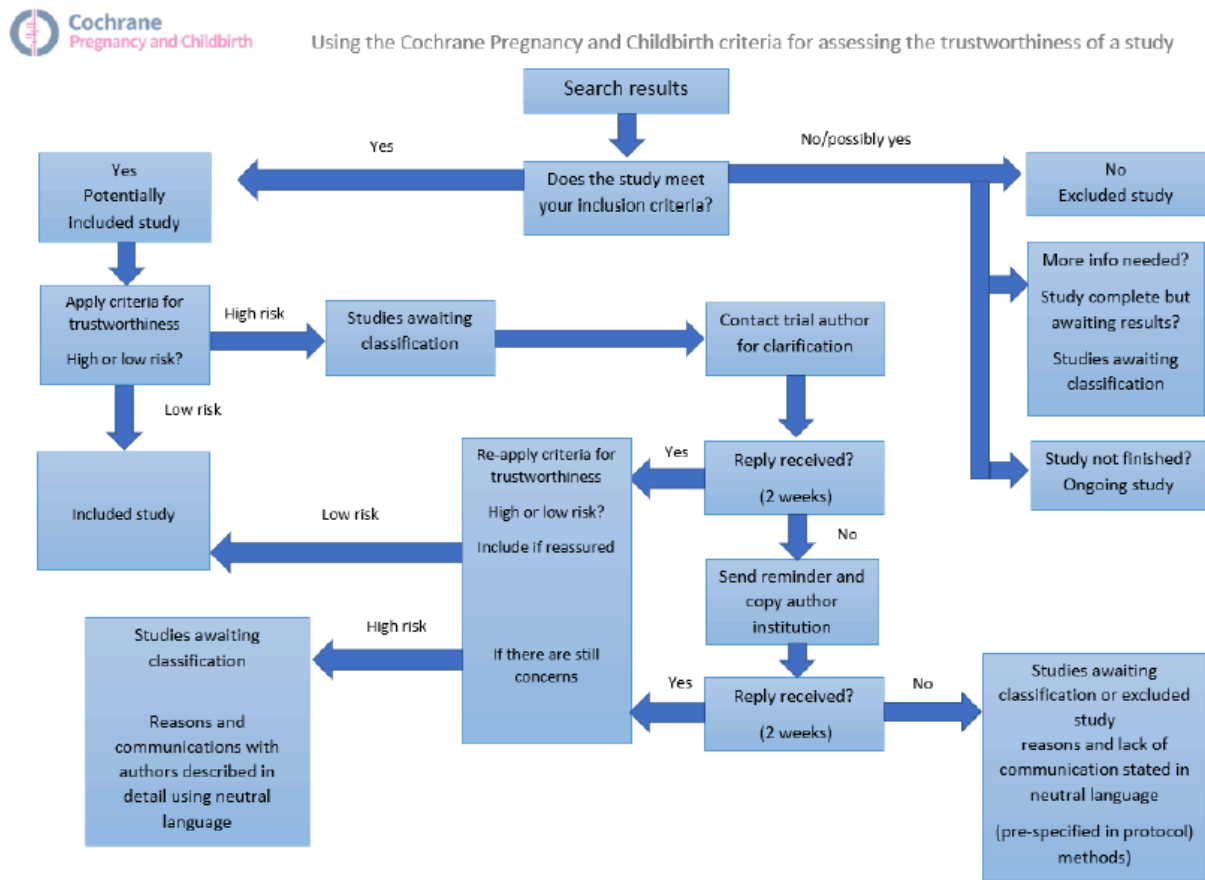 Cochrane
Pregnancy and Childbirth
Using the Cochrane Pregnancy and Childbirth criteria for assessing the trustworthiness of a study
Search results
Yes
No/possibly yes
Yes
Potentially
included study
Does the study meet
your inclusion criteria?
No
Excluded study
More info needed?
Study complete but
awaiting results?
Studies awaiting
classification
Apply criteria for
trustworthiness
High or low risk?
High risk
Studies awaiting
classification
Contact trial author
for clarification
Low risk
Study not finished?
Ongoing study
Included study
Low risk
Re-apply criteria for
trustworthiness
High or low risk?
Include if reassured
If there are still
concerns
Yes
Reply received?
(2 weeks)
No
Send reminder and
copy author
institution
High risk
Studies awaiting
classification
Reasons and
communications with
authors described in
detail using neutral
language
Yes
Reply received?
(2 weeks)
No
Studies awaiting
classification or excluded
study
reasons and lack of
communication stated in
neutral language
(pre-specified in protocol)
methods)